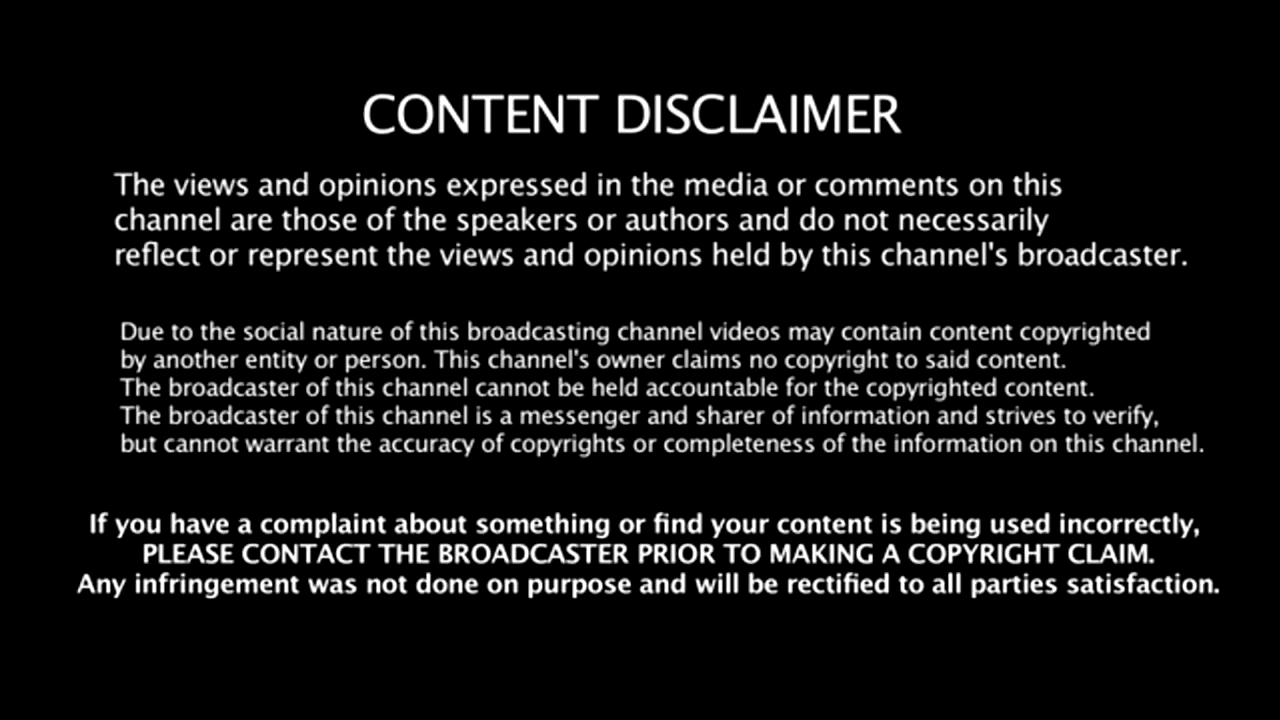 CONTENT DISCLAIMER
The views and opinions expressed in the media or comments on this
channel are those of the speakers or authors and do not necessarily
reflect or represent the views and opinions held by this channel's broadcaster.
Due to the social nature of this broadcasting channel videos may contain content copyrighted
by another entity or person. This channel's owner claims no copyright to said content.
The broadcaster of this channel cannot be held accountable for the copyrighted content.
The broadcaster of this channel is a messenger and sharer of information and strives to verify,
but cannot warrant the accuracy of copyrights or completeness of the information on this channel.
If you have a complaint about something or find your content is being used incorrectly,
PLEASE CONTACT THE BROADCASTER PRIOR TO MAKING A COPYRIGHT CLAIM.
Any infringement was not done on purpose and will be rectified to all parties satisfaction.